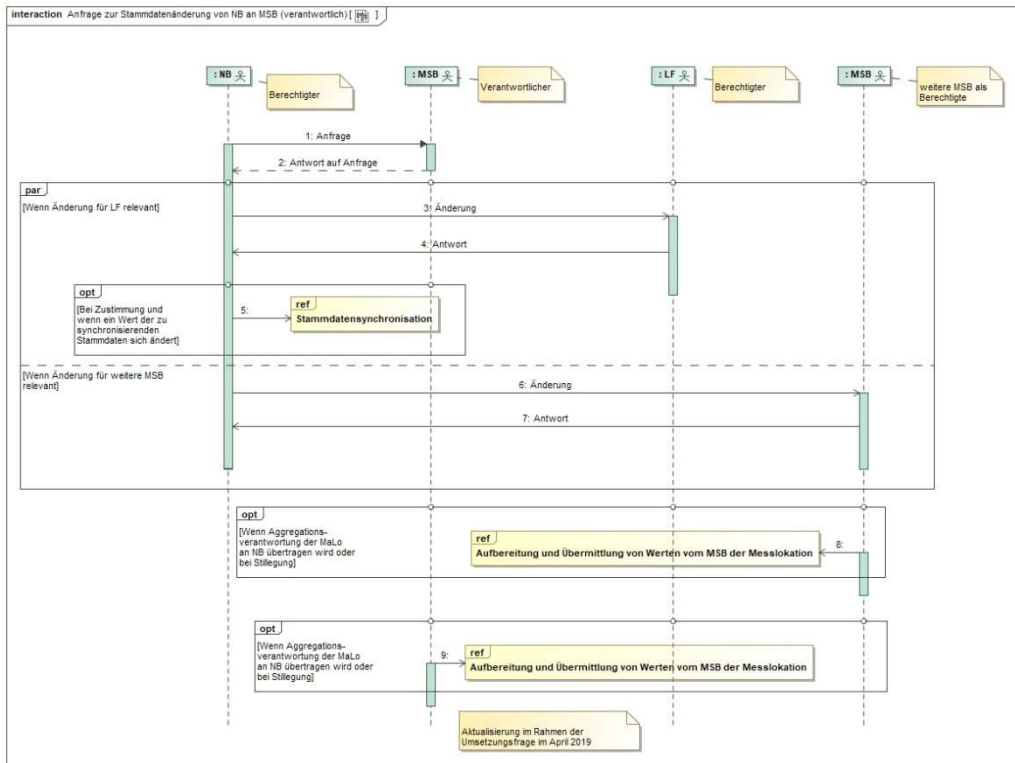 interaction Anfrage zur Stammdatenänderung von NB an MSB (verantwortlich) [ ]
: NB
Berechtigter
: MSB
Verantwortlicher
: LF
Berechtigter
: MSB
weitere MSB als
Berechtigte
1: Anfrage
2: Antwort auf Anfrage
par
[Wenn Änderung für LF relevant]
3: Änderung
4: Antwort
opt
[Bei Zustimmung und
wenn ein Wert der zu
synchronisierenden
Stammdaten sich ändert]
5:
ref
Stammdatensynchronisation
[Wenn Änderung für weitere MSB
relevant]
6: Änderung
7: Antwort
opt
[Wenn Aggregations-
verantwortung der MaLo
an NB übertragen wird oder
bei Stillegung]
ref
Aufbereitung und Übermittlung von Werten vom MSB der Messlokation
8:
opt
[Wenn Aggregations-
verantwortung der MaLo
an NB übertragen wird oder
bei Stillegung]
9:
ref
Aufbereitung und Übermittlung von Werten vom MSB der Messlokation
Aktualisierung im Rahmen der
Umsetzungsfrage im April 2019